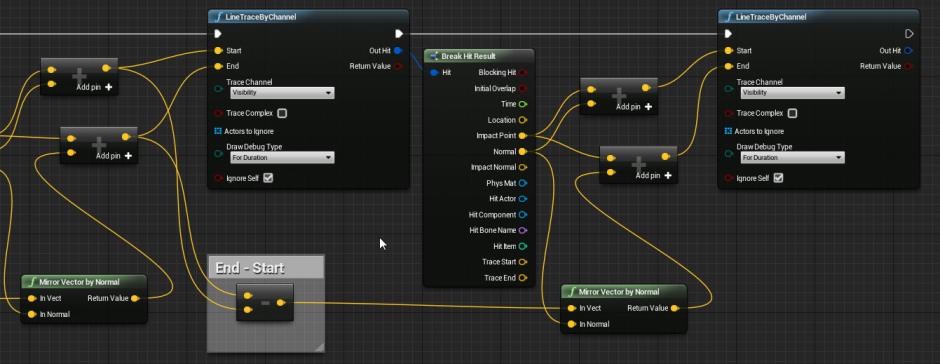 LineTraceByChannel
Start
Out Hit
End
Return Value
Trace Channel
Visibility
Trace Complex
Actors to Ignore
Draw Debug Type
For Duration
Ignore Self
Add pin
Add pin
Mirror Vector by Normal
In Vect
Return Value
In Normal
End - Start
Break Hit Result
Hit
Blocking Hit
Initial Overlap
Time
Location
Impact Point
Normal
Impact Normal
Phys Mat
Hit Actor
Hit Component
Hit Bone Name
Hit Item
Trace Start
Trace End
Add pin
Add pin
Mirror Vector by Normal
In Vect
Return Value
In Normal
LineTraceByChannel
Start
Out Hit
End
Return Value
Trace Channel
Visibility
Trace Complex
Actors to Ignore
Draw Debug Type
For Duration
Ignore Self